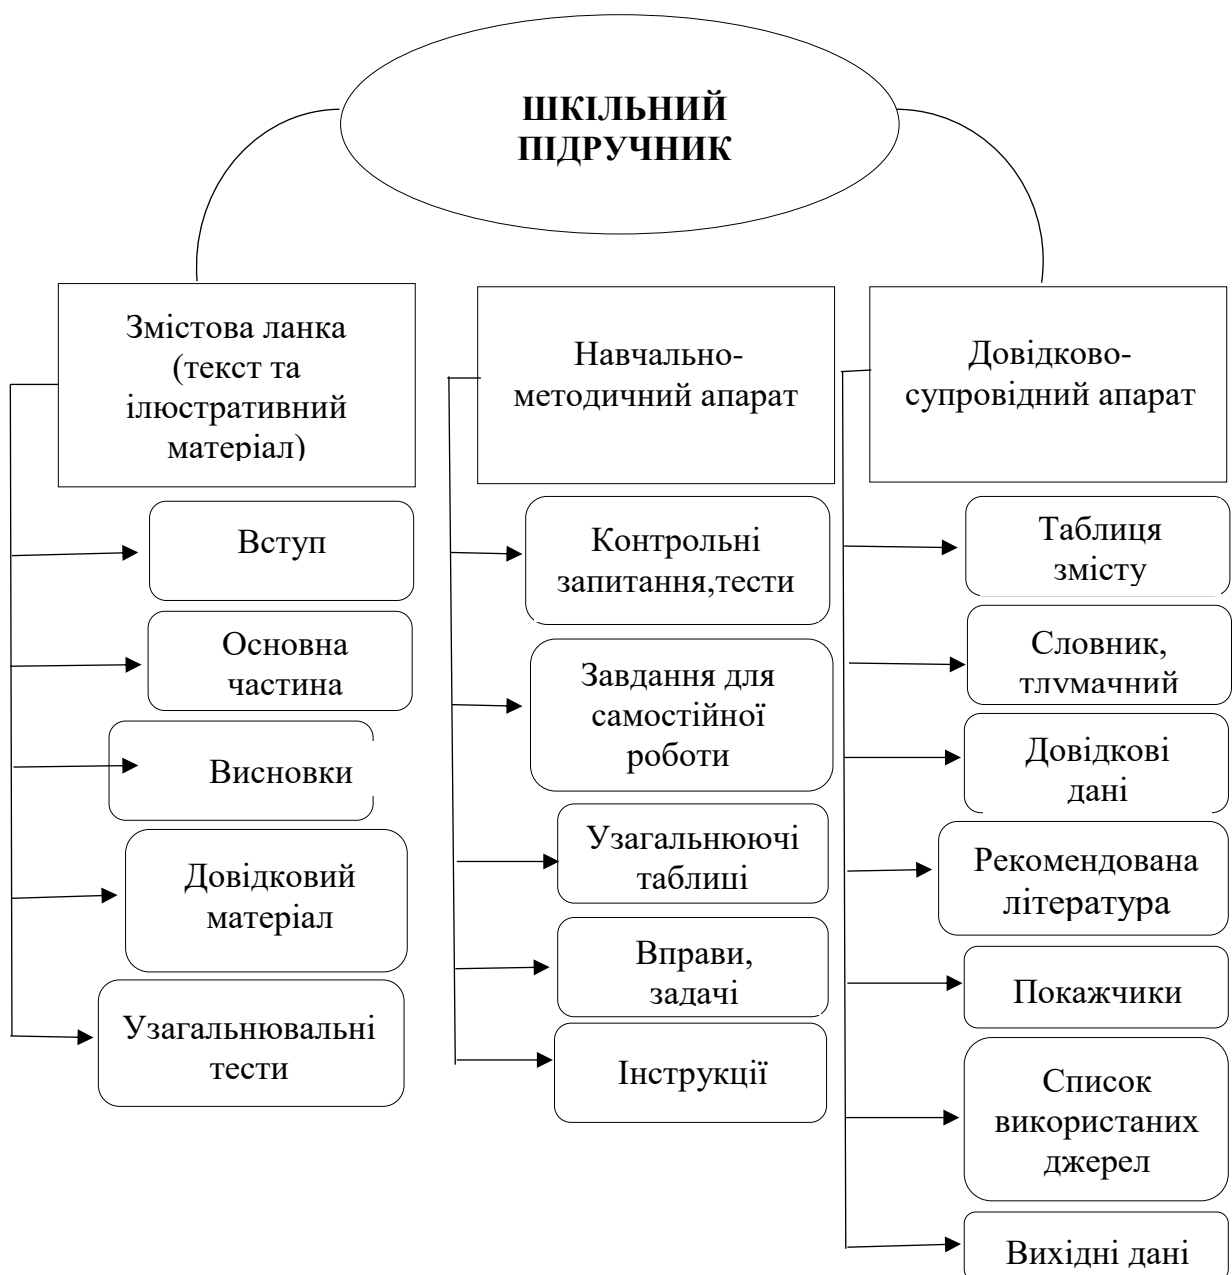 ШКІЛЬНИЙ
ПІДРУЧНИК
Змістова ланка
(текст та
ілюстративний
матеріал)
Вступ
Основна
частина
Висновки
Довідковий
матеріал
Узагальнювальні
тести
Навчально-
методичний апарат
Контрольні
запитання,тести
Завдання для
самостійної
роботи
Узагальнюючі
таблиці
Вправи,
задачі
Інструкції
Довідково-
супровідний апарат
Таблиця
змісту
Словник,
тлумачний
Довідкові
дані
Рекомендована
література
Покажчики
Список
використаних
джерел
Вихідні дані